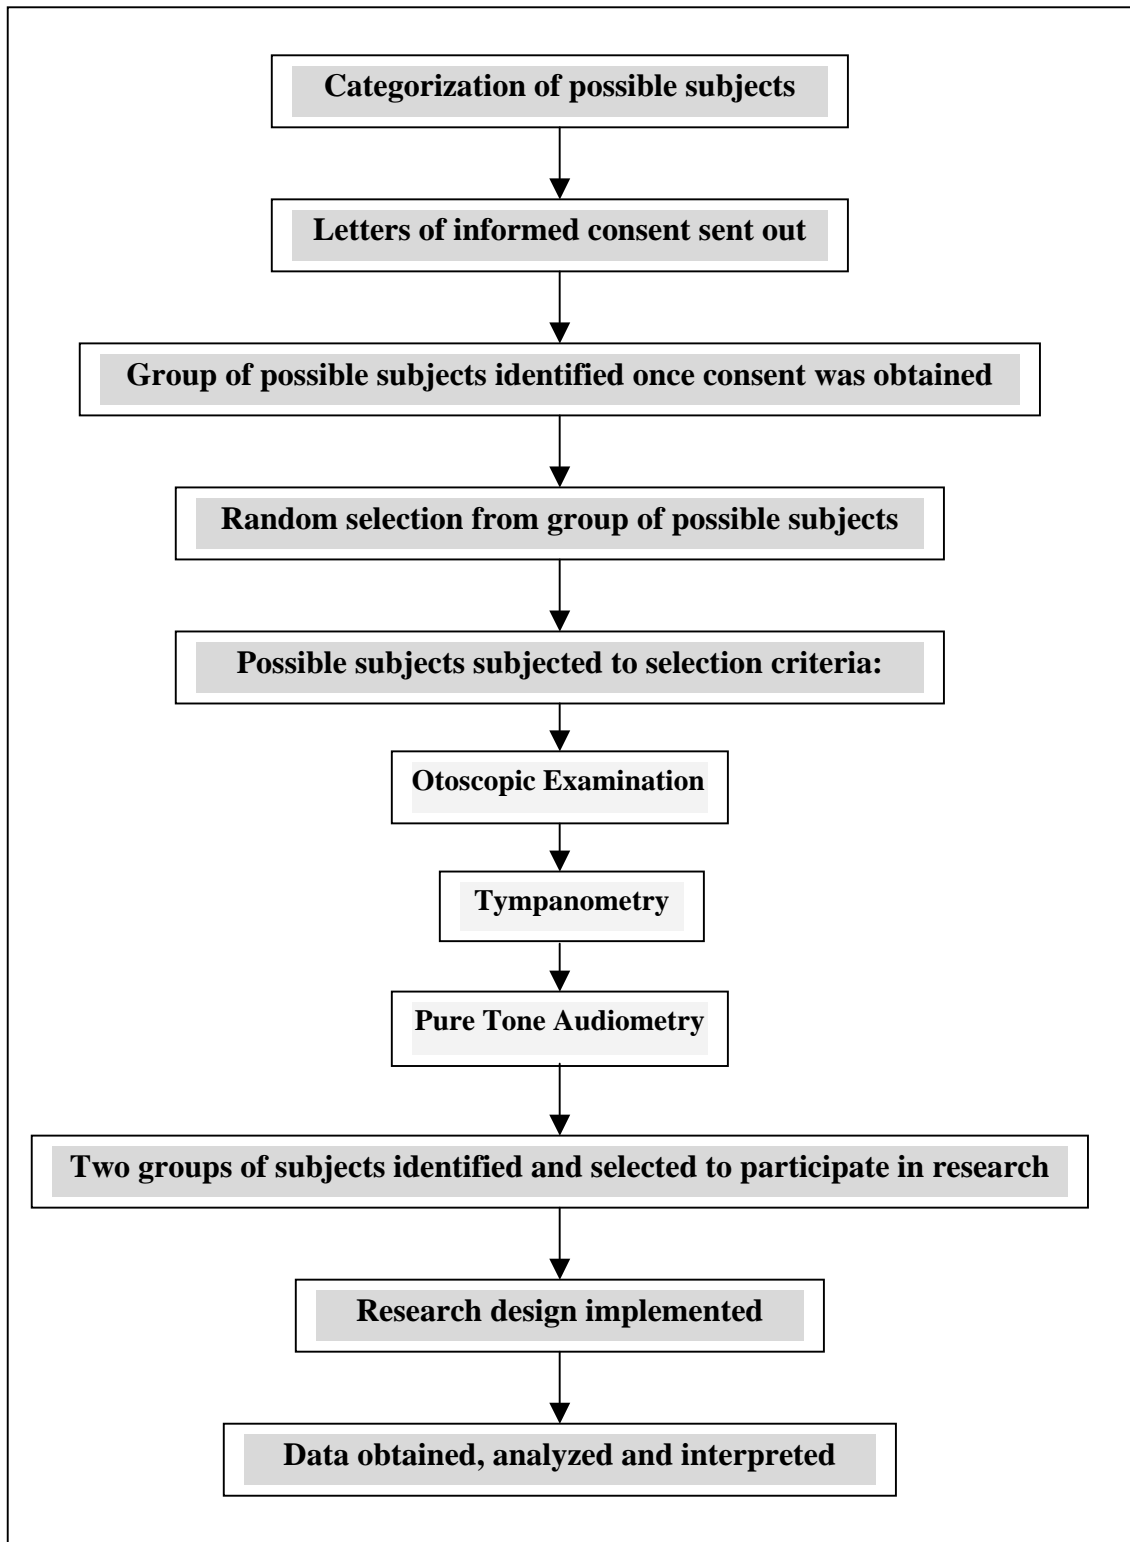 Categorization of possible subjects
Letters of informed consent sent out
Group of possible subjects identified once consent was obtained
Random selection from group of possible subjects
Possible subjects subjected to selection criteria:
Otoscopic Examination
Tympanometry
Pure Tone Audiometry
Two groups of subjects identified and selected to participate in research
Research design implemented
Data obtained, analyzed and interpreted